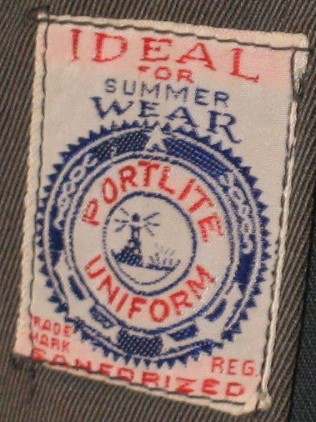 IDEAL
FOR
SUMMER
WEAR
PORTLITE
UNIFORM
TRADE
MARK
REG.
SANFORIZED